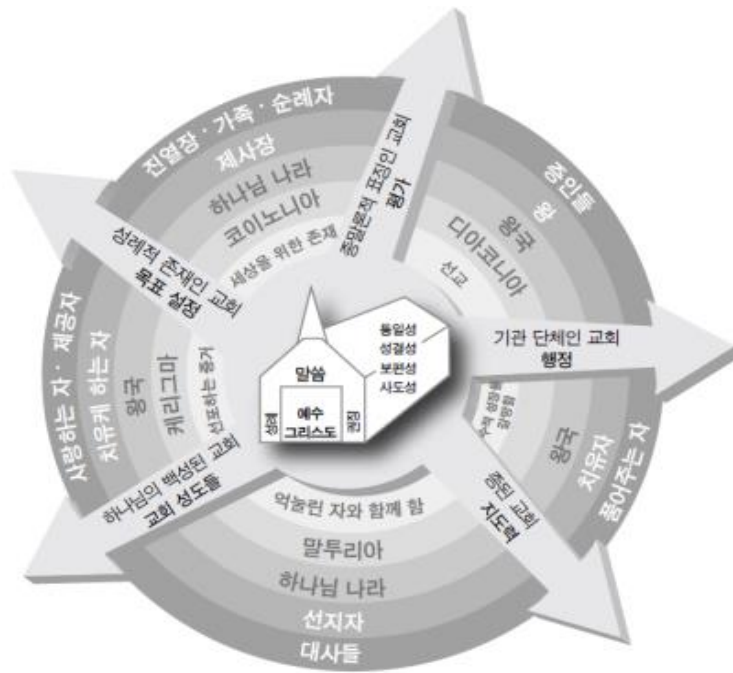 진열장 · 가족 · 순례자
제사장
하나님 나라
코이노니아
세상을 위한 존재
종말론적 표징인 교회
평가
증인들
왕
왕국
디아코니아
선교
기관 단체인 교회
행정
수적 성장을
갈망함
왕국
치유자
품어주는 자
종된 교회
지도력
억눌린 자와 함께 함
말투리아
하나님 나라
선지자
대사들
하나님의 백성된 교회
교회 성도들
사랑하는 자 · 제공자
치유케 하는 자
왕국
케리그마
선포하는 증거
성례적 존재인 교회
목표 설정
말씀
성례
예수
그리스도
권징
통일성
성결성
보편성
사도성